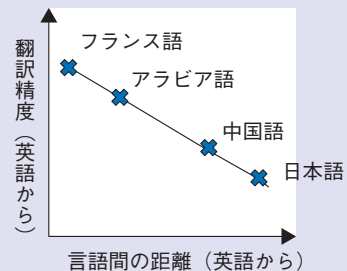 フランス語
アラビア語
中国語
日本語
翻訳精度（英語から）
言語間の距離（英語から）